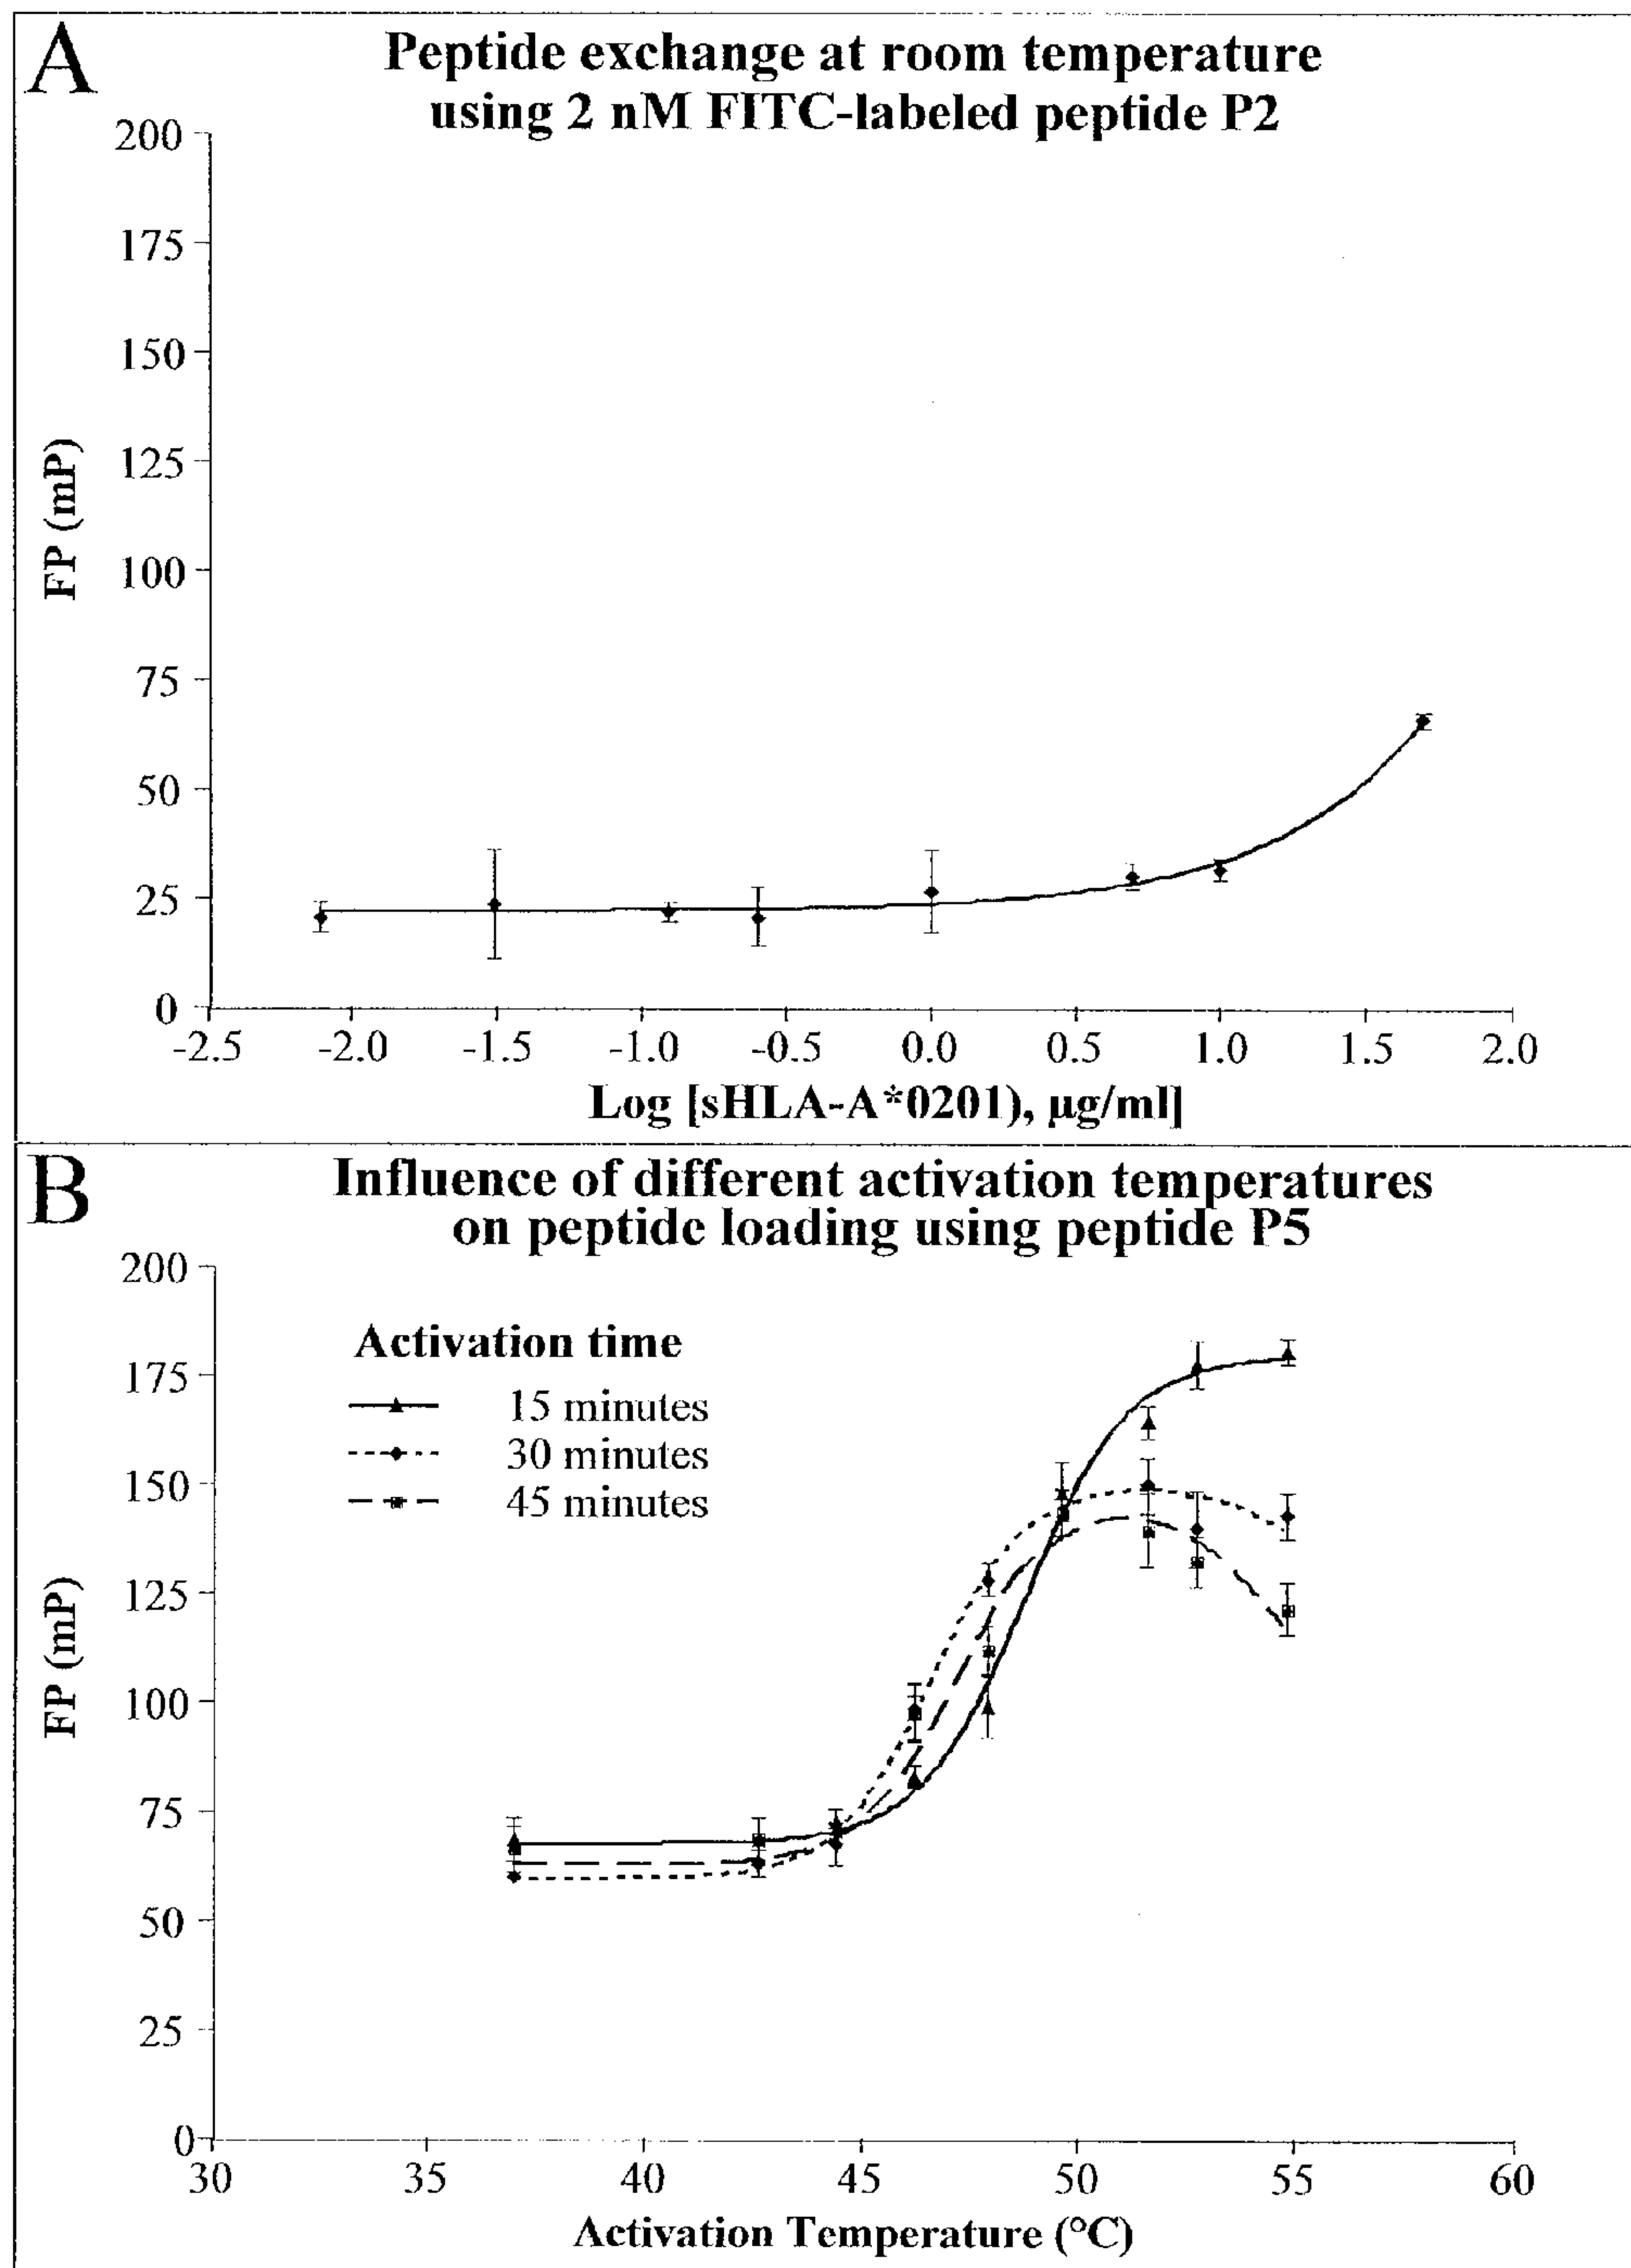 A
Peptide exchange at room temperature
using 2 nM FITC-labeled peptide P2
200
175
150
125
100
75
50
25
0
FP (mP)
-2.5 -2.0 -1.5 -1.0 -0.5 0.0 0.5 1.0 1.5 2.0
Log [sHLA-A*0201), µg/ml]
B
Influence of different activation temperatures
on peptide loading using peptide P5
200
175
150
125
100
75
50
25
0
FP (mP)
Activation time
15 minutes
30 minutes
45 minutes
30 35 40 45 50 55 60
Activation Temperature (°C)